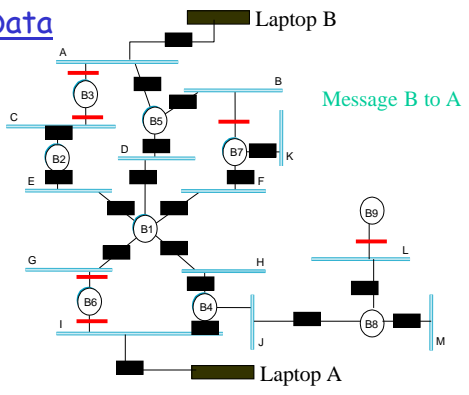 Data
Laptop B
A
B
B3
Message B to A
C
B5
B2
D
B7
K
E
F
B9
B1
G
H
L
B6
B4
I
J
B8
M
Laptop A